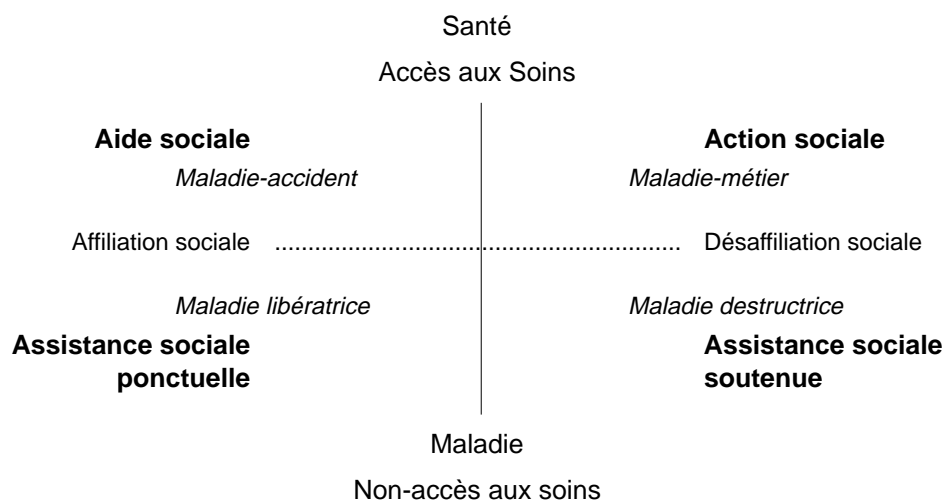 Santé
Accès aux Soins
Aide sociale
Action sociale
Maladie-accident
Maladie-métier
Affiliation sociale ............................................................................... Désaffiliation sociale
Maladie libératrice
Maladie destructrice
Assistance sociale
ponctuelle
Assistance sociale
soutenue
Maladie
Non-accès aux soins